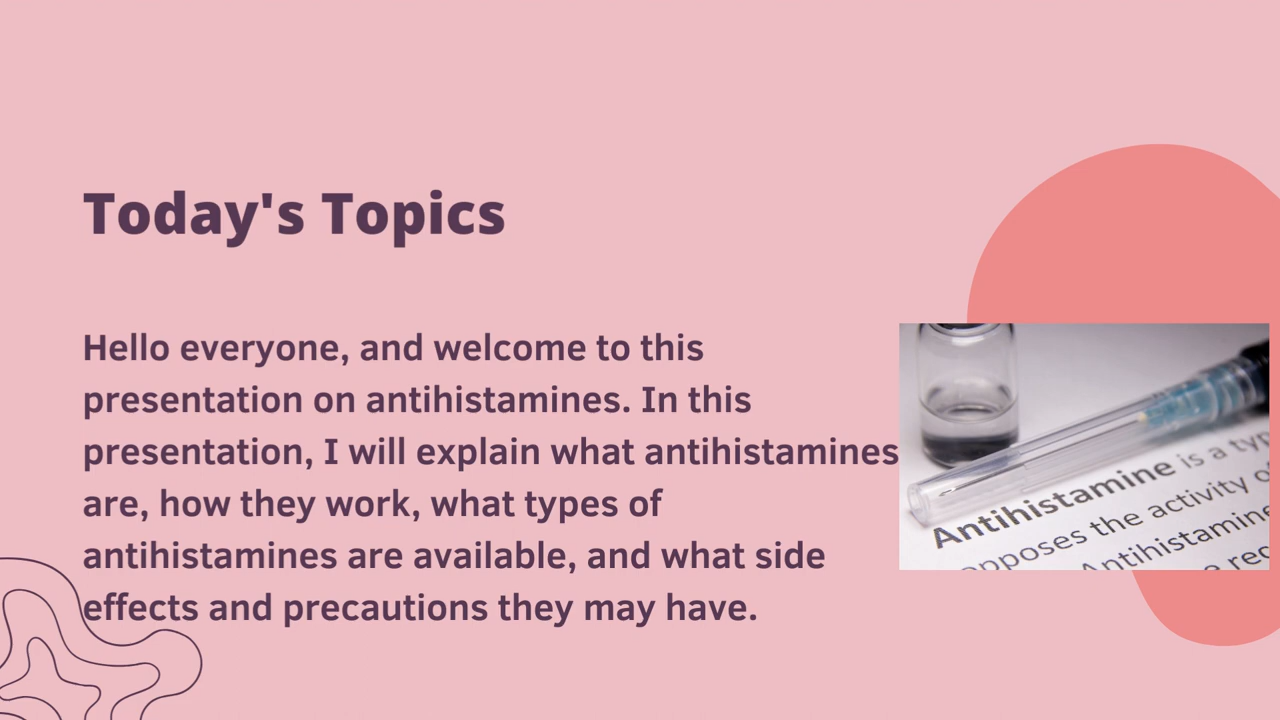 Today's Topics
Hello everyone, and welcome to this
presentation on antihistamines. In this
presentation, I will explain what antihistamines
are, how they work, what types of
antihistamines are available, and what side
effects and precautions they may have.
Antihistamine is a
opposes the activity
Antihistamine